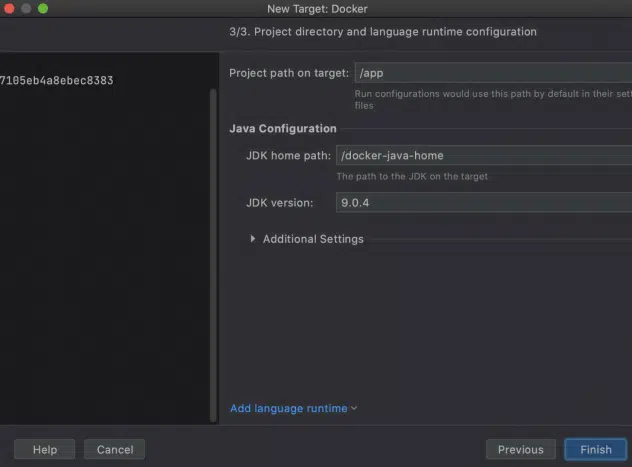 New Target: Docker
3/3. Project directory and language runtime configuration
7105eb4a8ebec8383
Project path on target: /app
Run configurations would use this path by default in their
files
Java Configuration
JDK home path: /docker-java-home
The path to the JDK on the target
JDK version: 9.0.4
Additional Settings
Add language runtime
Help Cancel Previous Finish